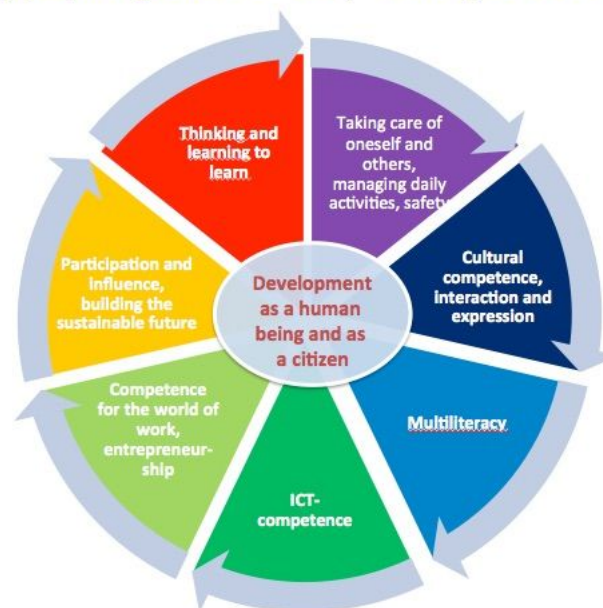 Thinking and
learning to
learn
Taking care of
oneself and
others,
managing daily
activities, safety
Cultural
competence,
interaction and
expression
Multiliteracy
ICT-
competence
Competence
for the world of
work,
entrepreneur-
ship
Participation and
influence,
building the
sustainable future
Development
as a human
being and as
a citizen